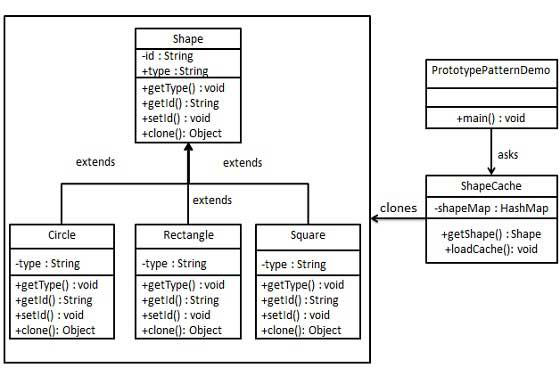 Shape
-id : String
+type : String
+getType() : void
+getId() : String
+setId() : void
+clone(): Object
extends
extends
extends
Circle
-type : String
+getType() : void
+getId() : String
+setId() : void
+clone(): Object
Rectangle
-type : String
+getType() : void
+getId() : String
+setId() : void
+clone(): Object
Square
-type : String
+getType() : void
+getId() : String
+setId() : void
+clone(): Object
PrototypePatternDemo
+main() : void
asks
ShapeCache
-shapeMap : HashMap
+getShape() : Shape
+loadCache(): void
clones